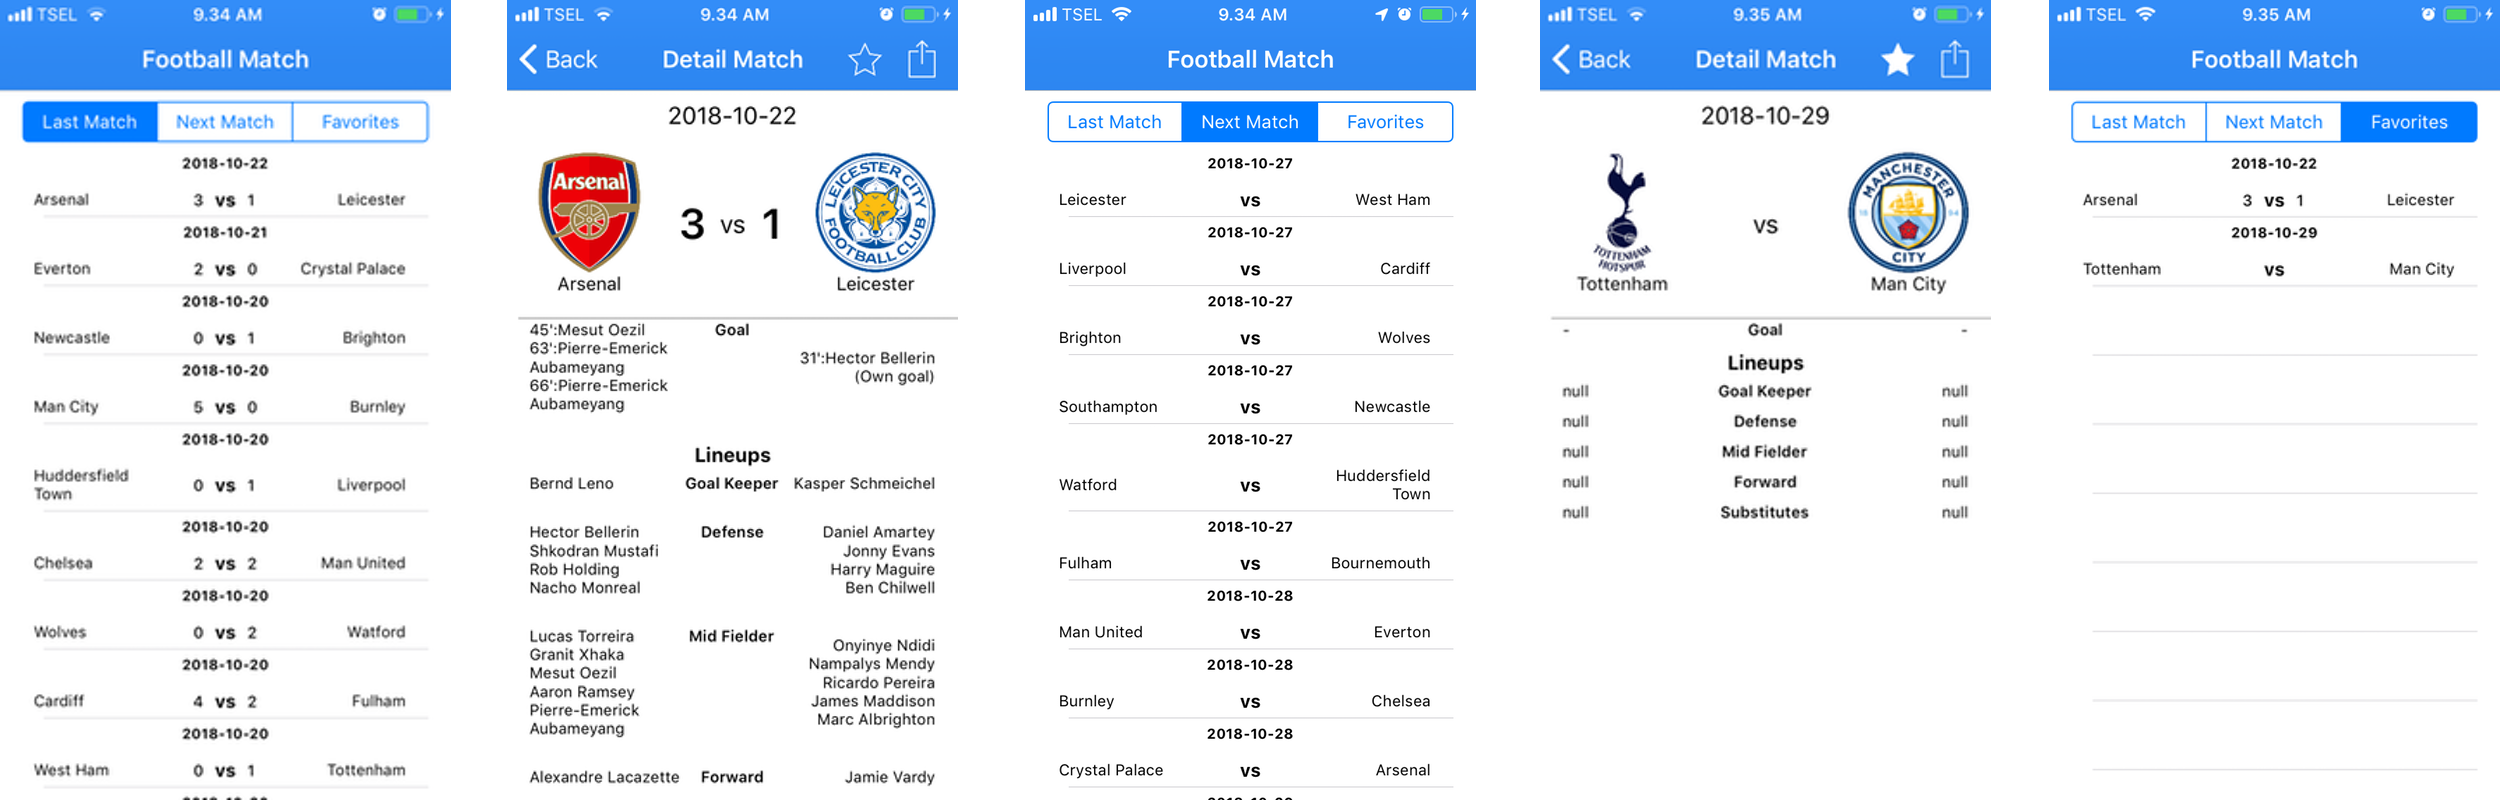 TSEL 9.34 AM
Football Match
Last Match Next Match Favorites
2018-10-22
Arsenal 3 vs 1 Leicester
2018-10-21
Everton 2 vs 0 Crystal Palace
2018-10-20
Newcastle 0 vs 1 Brighton
2018-10-20
Man City 5 vs 0 Burnley
2018-10-20
Huddersfield
Town 0 vs 1 Liverpool
2018-10-20
Chelsea 2 vs 2 Man United
2018-10-20
Wolves 0 vs 2 Watford
2018-10-20
Cardiff 4 vs 2 Fulham
2018-10-20
West Ham 0 vs 1 Tottenham
TSEL 9.34 AM
Back Detail Match
2018-10-22
Arsenal
LEICESTER CITY
FOOTBALL CLUB
3 vs 1
Arsenal Leicester
45':Mesut Oezil Goal
63':Pierre-Emerick
Aubameyang
66':Pierre-Emerick
Aubameyang
31':Hector Bellerin
(Own goal)
Lineups
Bernd Leno Goal Keeper Kasper Schmeichel
Hector Bellerin Defense Daniel Amartey
Shkodran Mustafi Jonny Evans
Rob Holding Harry Maguire
Nacho Monreal Ben Chilwell
Lucas Torreira Mid Fielder
Granit Xhaka
Mesut Oezil
Aaron Ramsey
Pierre-Emerick
Aubameyang
Onyinye Ndidi
Nampalys Mendy
Ricardo Pereira
James Maddison
Marc Albrighton
Alexandre Lacazette Forward Jamie Vardy
TSEL 9.34 AM
Football Match
Last Match Next Match Favorites
2018-10-27
Leicester vs West Ham
2018-10-27
Liverpool vs Cardiff
2018-10-27
Brighton vs Wolves
2018-10-27
Southampton vs Newcastle
2018-10-27
Watford vs Huddersfield
Town
2018-10-27
Fulham vs Bournemouth
2018-10-28
Man United vs Everton
2018-10-28
Burnley vs Chelsea
2018-10-28
Crystal Palace vs Arsenal
TSEL 9.35 AM
Back Detail Match
2018-10-29
TOTTENHAM
HOTSPUR
MANCHESTER
18 94
CITY
vs
Tottenham Man City
- Goal -
Lineups
null Goal Keeper null
null Defense null
null Mid Fielder null
null Forward null
null Substitutes null
TSEL 9.35 AM
Football Match
Last Match Next Match Favorites
2018-10-22
Arsenal 3 vs 1 Leicester
2018-10-29
Tottenham vs Man City